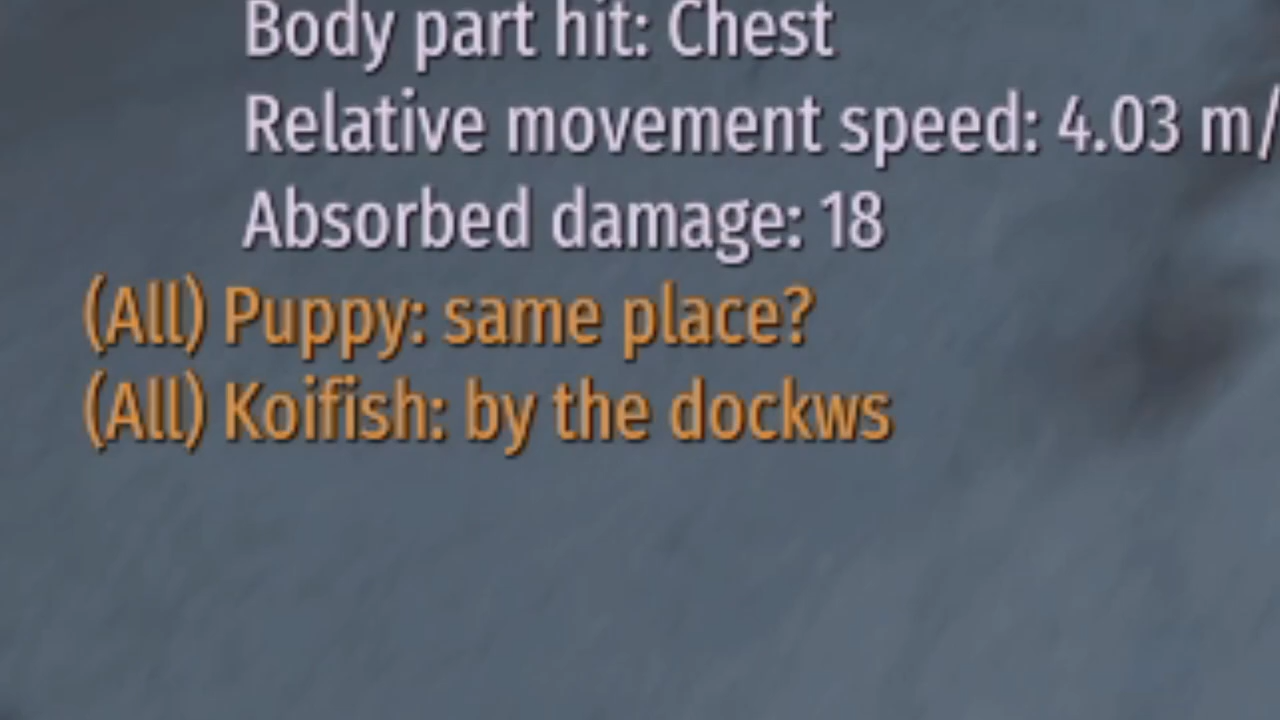 Body part hit: Chest
Relative movement speed: 4.03 m/
Absorbed damage: 18
(All) Puppy: same place?
(All) Koifish: by the dockws